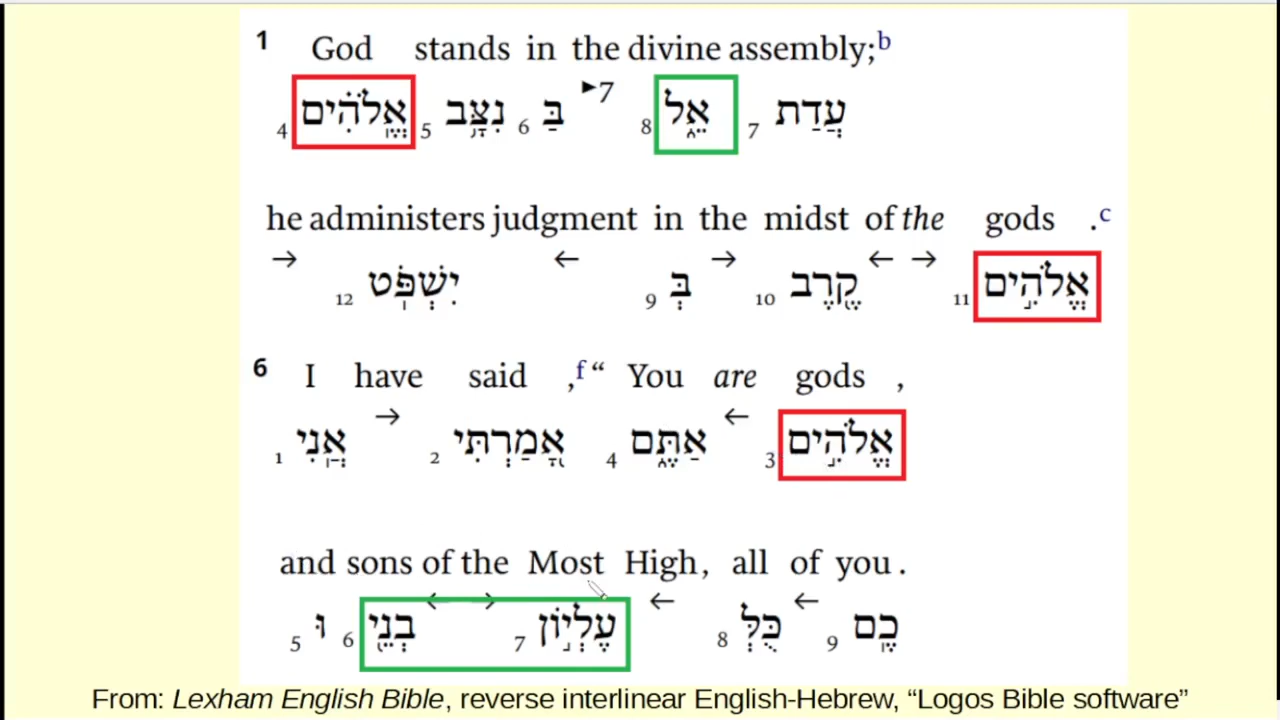 1 God stands in the divine assembly;b
4 אֱלֹהִים 5 נִצָּב 6 בַּ ►7 8 אֵל 7 עֲדַת
he administers judgment in the midst of the gods .c
→ 12 יִשְׁפֹּט ← 9 בְּ → 10 קֶרֶב ← → 11 אֱלֹהִים
6 I have said ,f “ You are gods ,
1 אֲנִי → 2 אָמַרְתִּי 4 אַתֶּם ← 3 אֱלֹהִים
and sons of the Most High, all of you .
5 וּ 6 בְנֵי ← → 7 עֶלְיוֹן ← 8 כֻּלְּ ← 9 כֶם
From: Lexham English Bible, reverse interlinear English-Hebrew, “Logos Bible software”